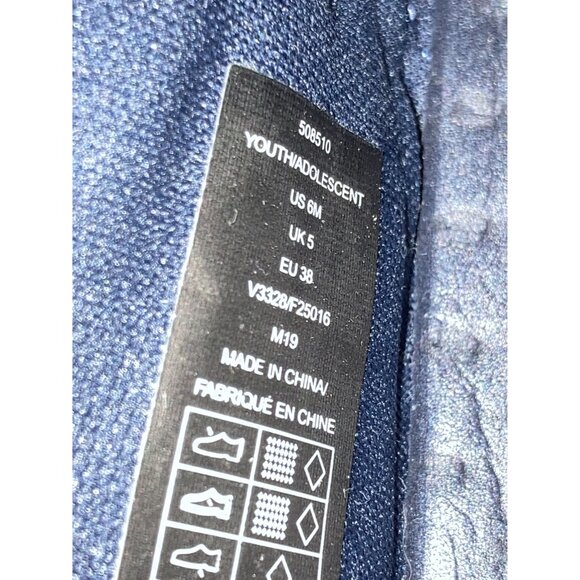 508510
YOUTH/ADOLESCENT
US 6M
UK 5
EU 38
V3328/F25016
M19
MADE IN CHINA/
FABRIQUÉ EN CHINE